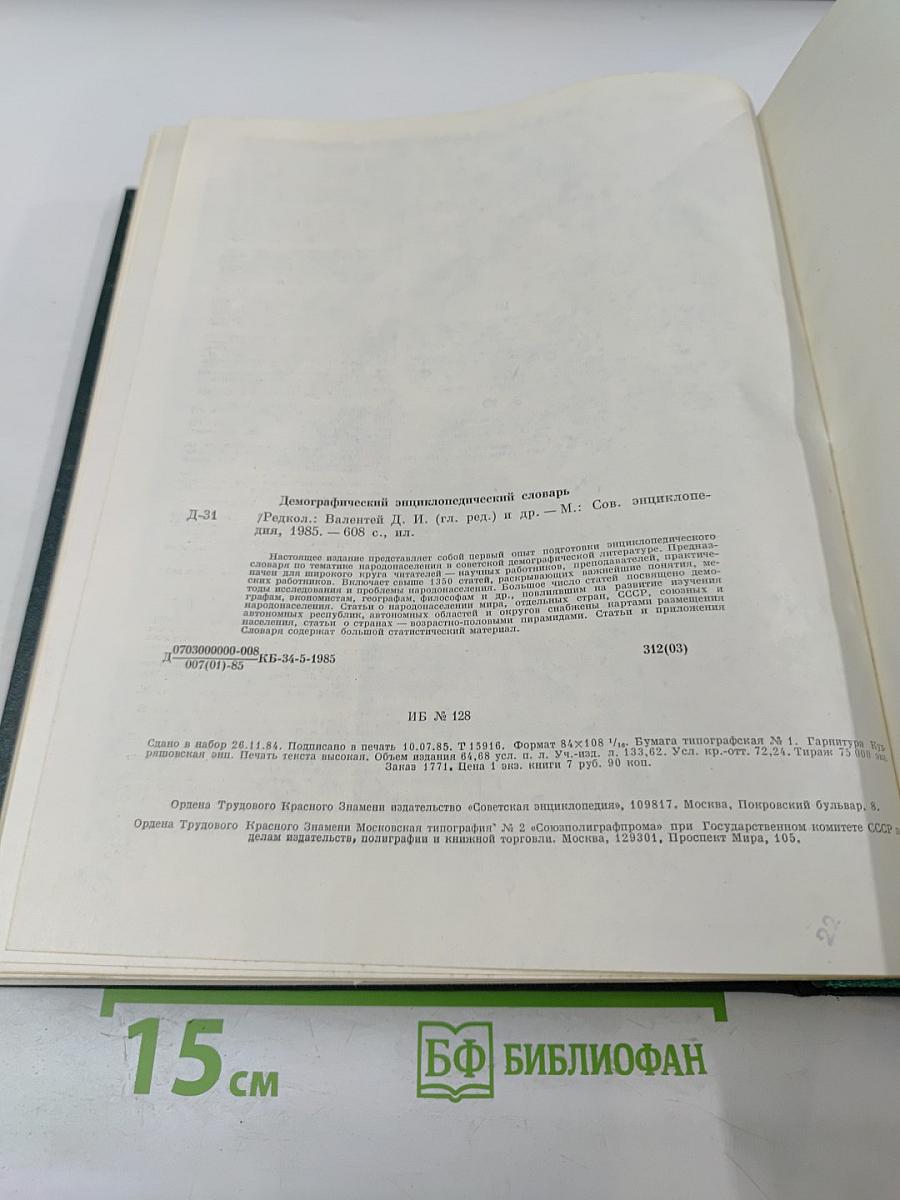 Демографический энциклопедический словарь
Д-31 /Редкол.: Валентей Д. И. (гл. ред.) и др. — М.: Сов. энциклопе-
дия, 1985. — 608 с., ил.
Настоящее издание представляет собой первый опыт подготовки энциклопедического
словаря по тематике народонаселения в советской демографической литературе. Предназ-
начен для широкого круга читателей — научных работников, преподавателей, практиче-
ских работников. Включает свыше 1350 статей, раскрывающих важнейшие понятия, ме-
тоды исследования и проблемы народонаселения. Большое число статей посвящено демо-
графам, экономистам, географам, философам и др., повлиявшим на развитие изучения
народонаселения. Статьи о народонаселении мира, отдельных стран, СССР, союзных и
автономных республик, автономных областей и округов снабжены картами размещения
населения, статьи о странах — возрастно-половыми пирамидами. Статьи и приложения
Словаря содержат большой статистический материал.
Д 0703000000-008 КБ-34-5-1985 312(03)
007(01)-85
ИБ № 128
Сдано в набор 26.11.84. Подписано в печать 10.07.85. Т 15916. Формат 84×108 1/16. Бумага типографская № 1. Гарнитура Куд
ряшовская энц. Печать текста высокая. Объем издания 64,68 усл. п. л. Уч.-изд. л. 133,62. Усл. кр.-отт. 72,24. Тираж 75 000 экз.
Заказ 1771. Цена 1 экз. книги 7 руб. 90 коп.
Ордена Трудового Красного Знамени издательство «Советская энциклопедия», 109817. Москва, Покровский бульвар, 8.
Ордена Трудового Красного Знамени Московская типография № 2 «Союзполиграфпрома» при Государственном комитете СССР п
делам издательств, полиграфии и книжной торговли. Москва, 129301, Проспект Мира, 105.
22
15 см БФ БИБЛИОФАН